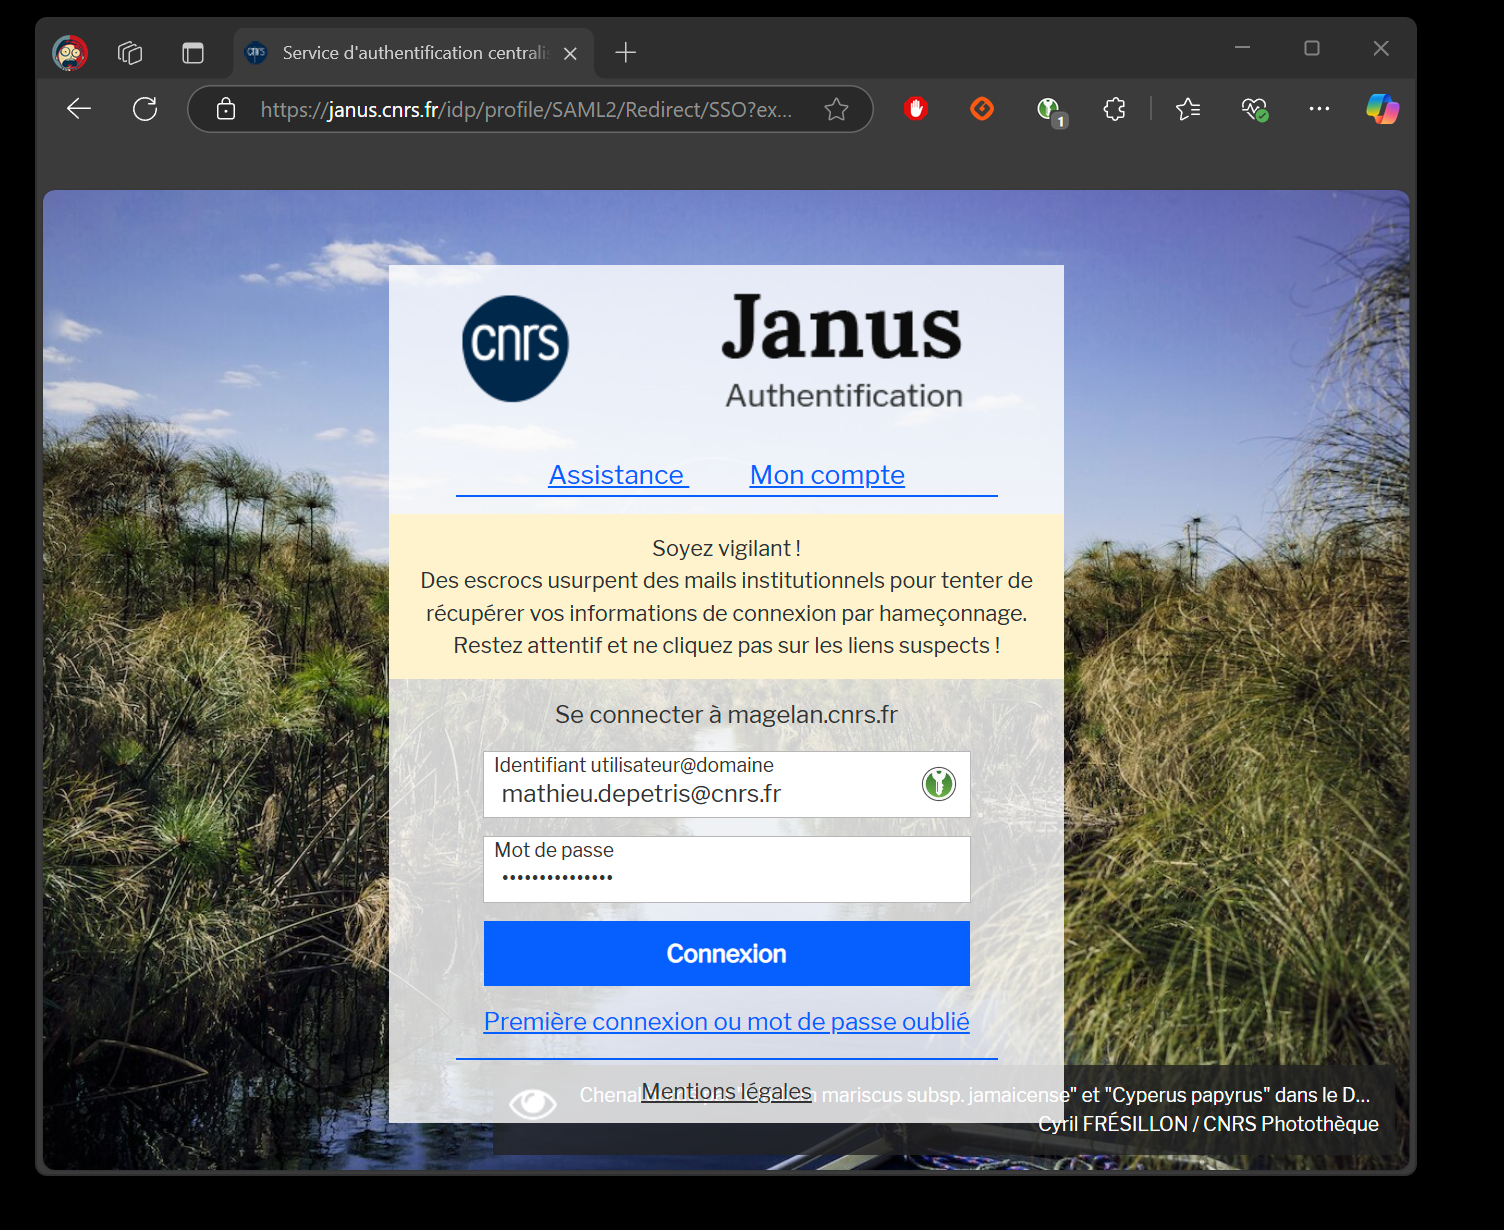 cnrs
Service d'authentification centralis
https://janus.cnrs.fr/idp/profile/SAML2/Redirect/SSO?ex...
1
cnrs
Janus
Authentification
Assistance
Mon compte
Soyez vigilant !
Des escrocs usurpent des mails institutionnels pour tenter de
récupérer vos informations de connexion par hameçonnage.
Restez attentif et ne cliquez pas sur les liens suspects !
Se connecter à magelan.cnrs.fr
Identifiant utilisateur@domaine
mathieu.depetris@cnrs.fr
Mot de passe
•••••••••••••••
Connexion
Première connexion ou mot de passe oublié
Mentions légales
Chenal mariscus subsp. jamaicense" et "Cyperus papyrus" dans le D...
Cyril FRÉSILLON / CNRS Photothèque